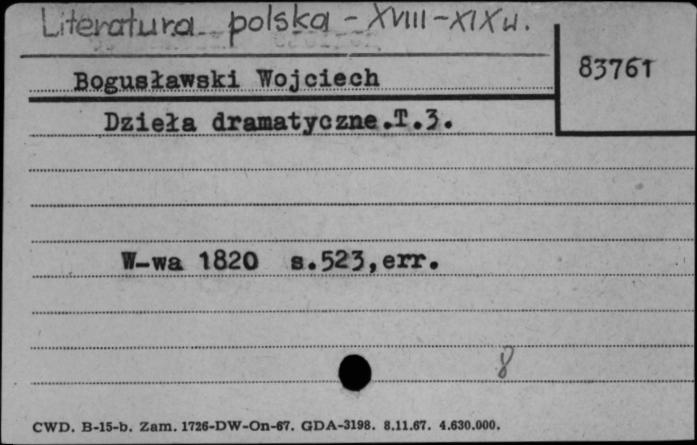 Literatura polska - XVIII-XIX w.
83761
Bogusławski Wojciech
Dzieła dramatyczne.T.3.
W-wa 1820 s.523,err.
8
CWD. B-15-b. Zam. 1726-DW-On-67. GDA-3198. 8.11.67. 4.630.000.